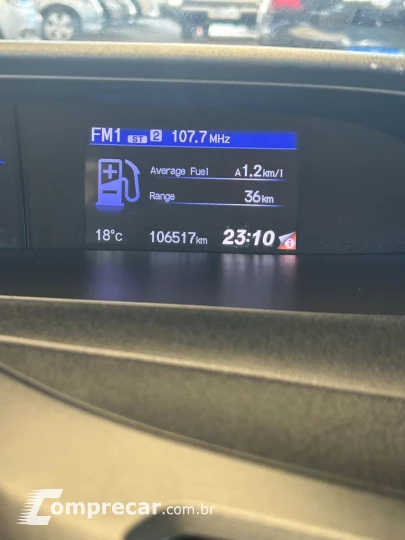 FM1 ST 2 107.7 MHz
Average Fuel A 1.2 km/l
Range 36 km
18°C 106517 km 23:10 i
Comprecar.com.br